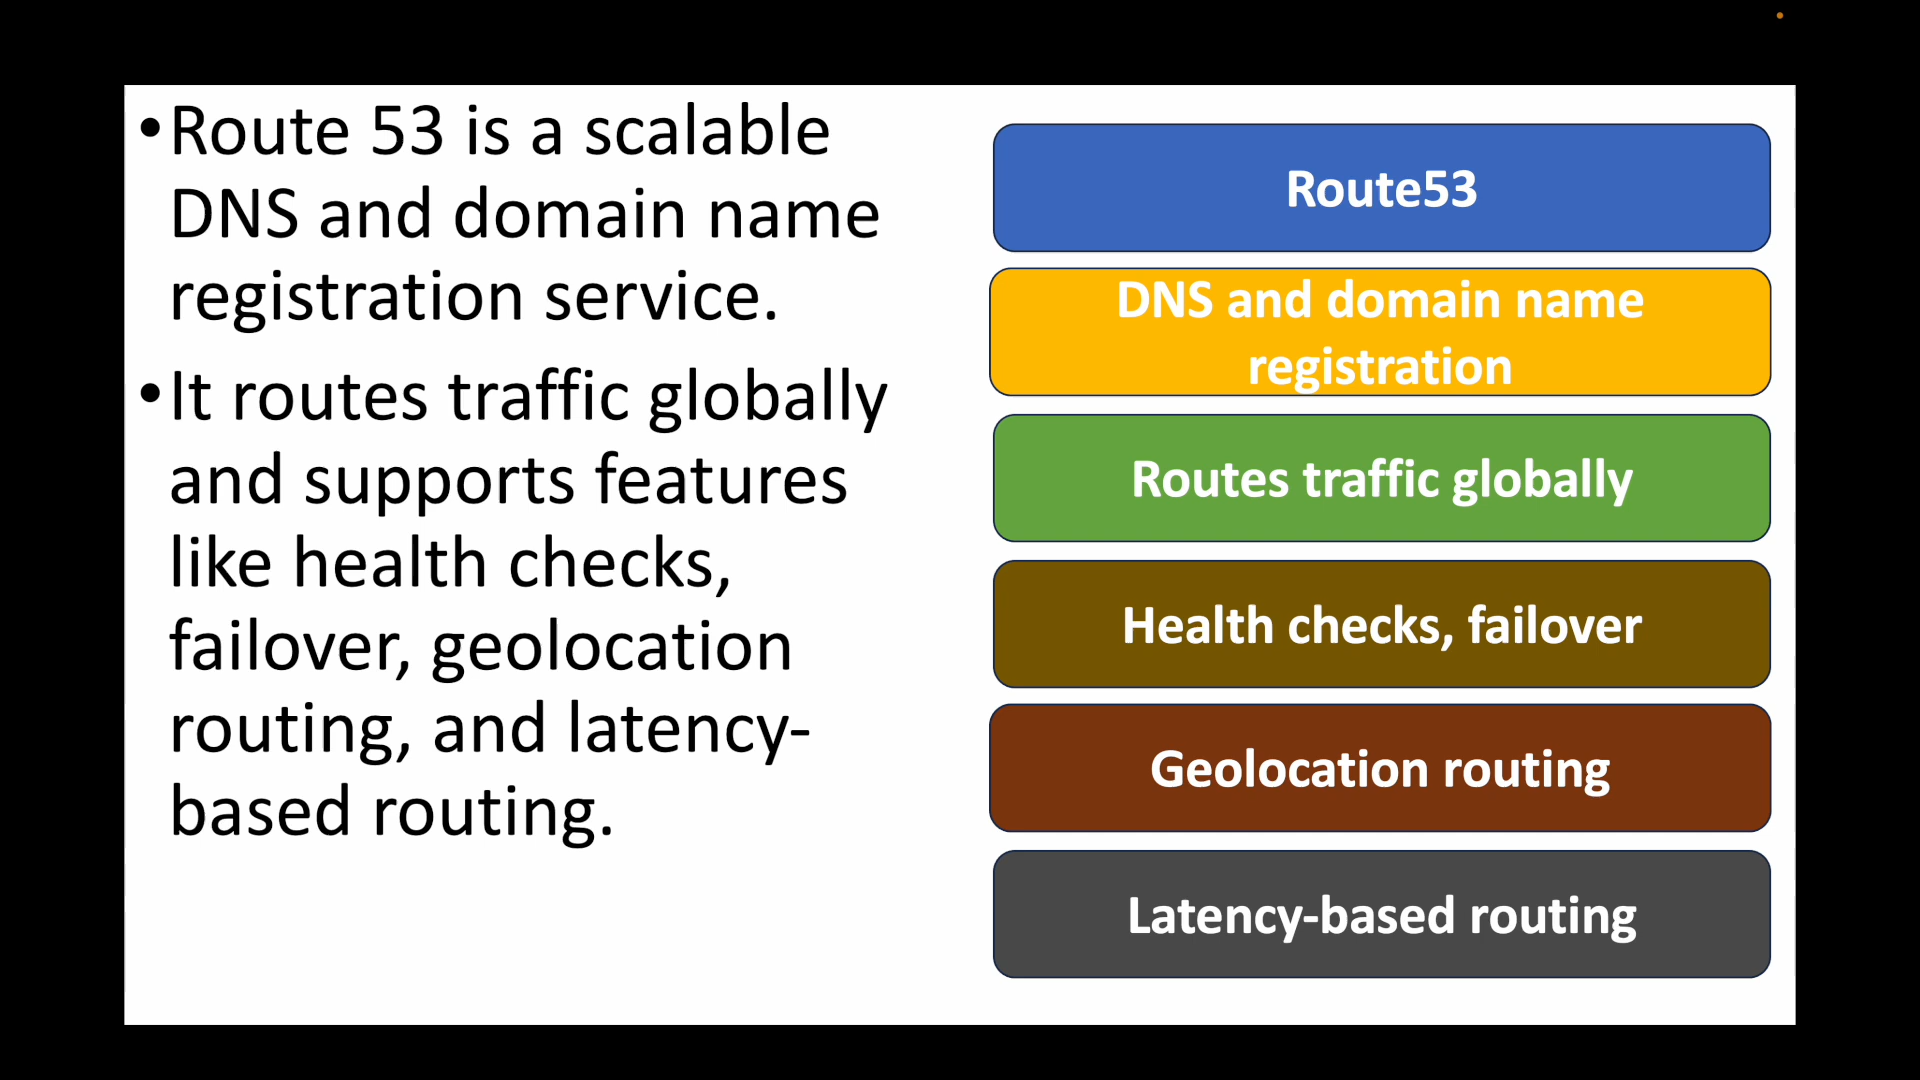 •Route 53 is a scalable
DNS and domain name
registration service.
•It routes traffic globally
and supports features
like health checks,
failover, geolocation
routing, and latency-
based routing.
Route53
DNS and domain name
registration
Routes traffic globally
Health checks, failover
Geolocation routing
Latency-based routing